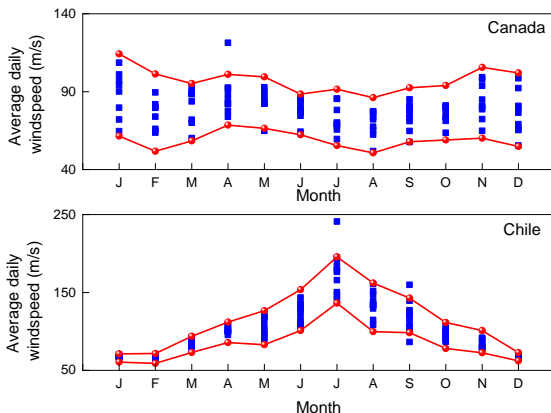 Canada
140
90
40
Average daily
windspeed (m/s)
J F M A M J J A S O N D
Month
Chile
250
150
50
Average daily
windspeed (m/s)
J F M A M J J A S O N D
Month